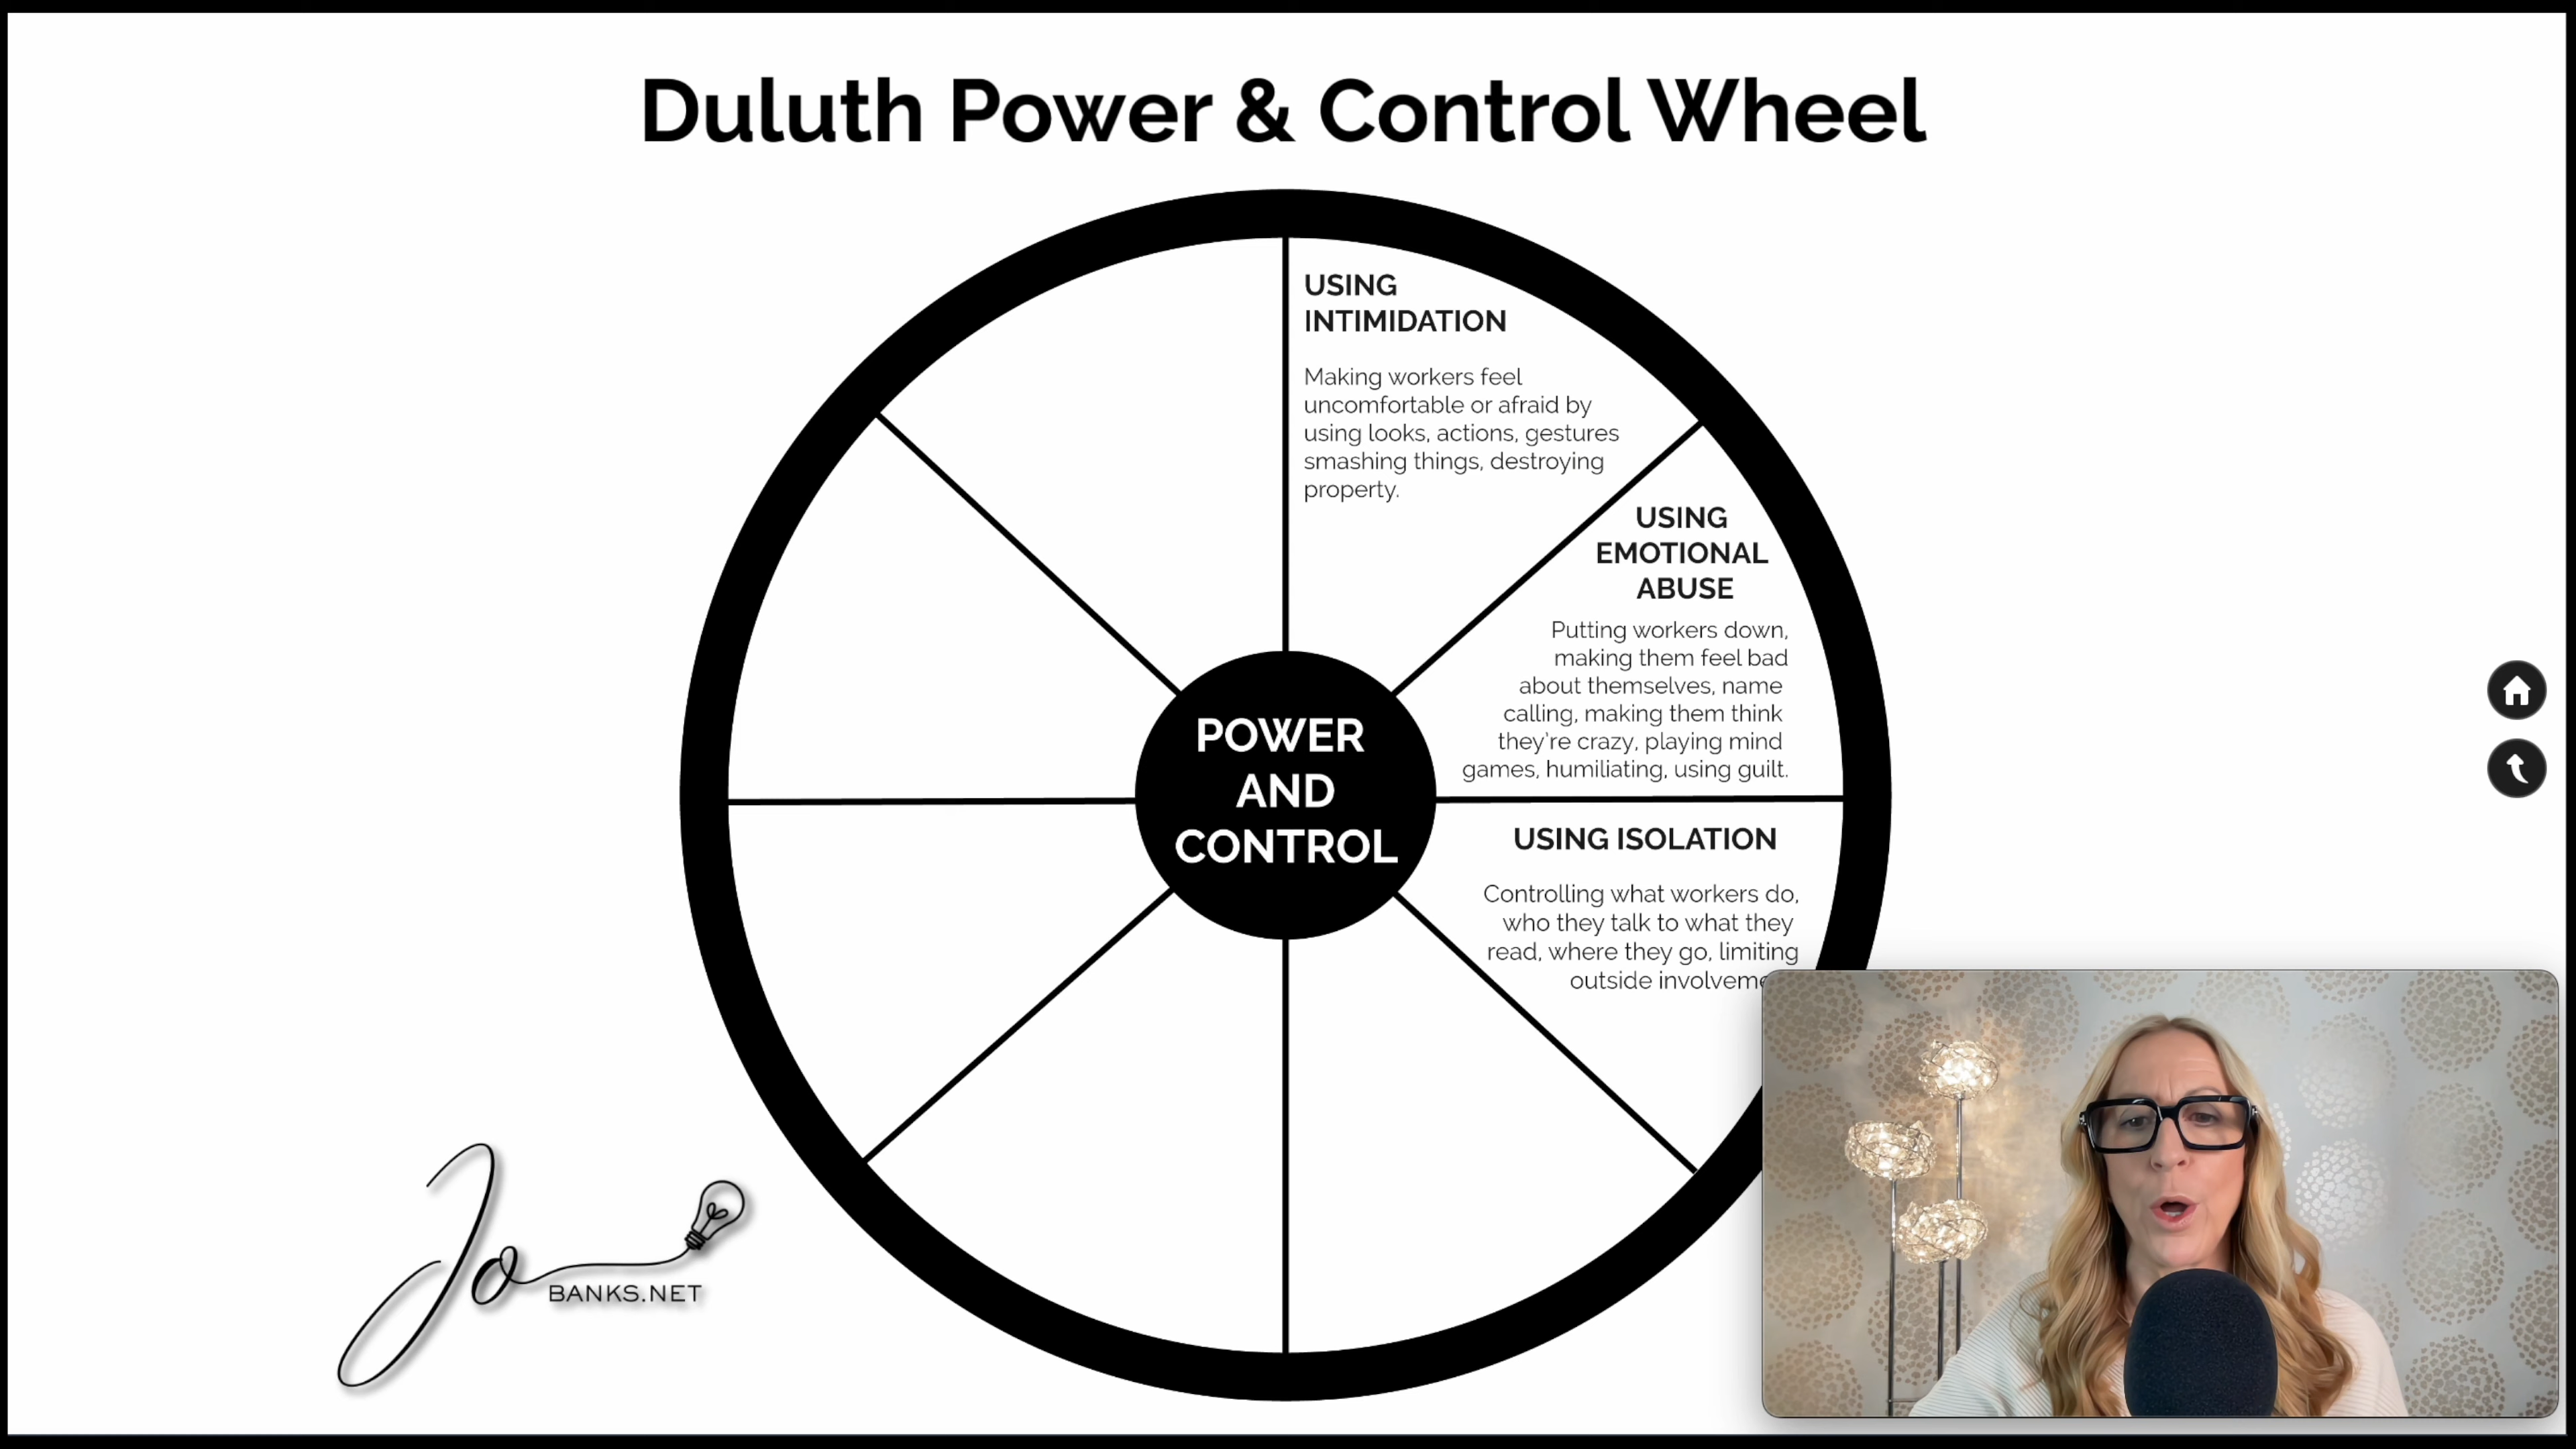 Duluth Power & Control Wheel
USING
INTIMIDATION
Making workers feel
uncomfortable or afraid by
using looks, actions, gestures
smashing things, destroying
property.
USING
EMOTIONAL
ABUSE
Putting workers down,
making them feel bad
about themselves, name
calling, making them think
they're crazy, playing mind
games, humiliating, using guilt.
POWER
AND
CONTROL
USING ISOLATION
Controlling what workers do,
who they talk to what they
read, where they go, limiting
outside
Jo
BANKS.NET